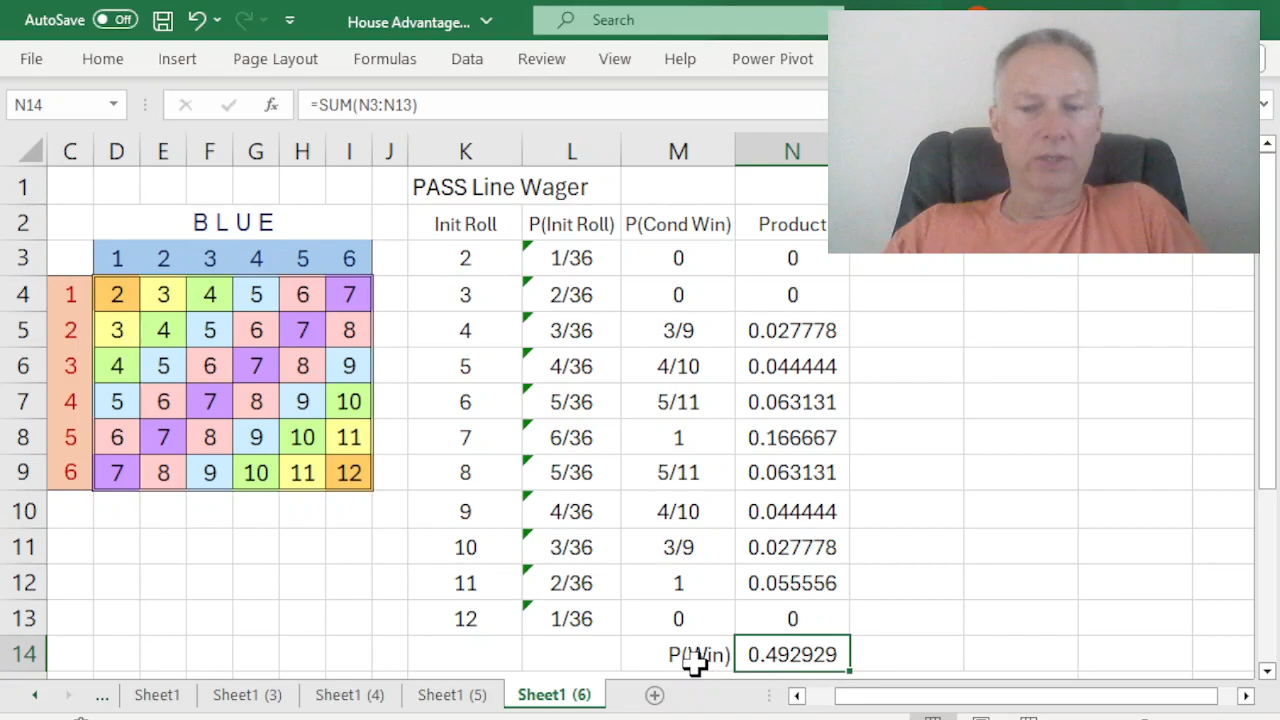 AutoSave Off House Advantage... Search
File Home Insert Page Layout Formulas Data Review View Help Power Pivot
N14 fx =SUM(N3:N13)
C D E F G H I J K L M N
1 PASS Line Wager
2 B L U E Init Roll P(Init Roll) P(Cond Win) Product
3 1 2 3 4 5 6 2 1/36 0 0
4 1 2 3 4 5 6 7 3 2/36 0 0
5 2 3 4 5 6 7 8 4 3/36 3/9 0.027778
6 3 4 5 6 7 8 9 5 4/36 4/10 0.044444
7 4 5 6 7 8 9 10 6 5/36 5/11 0.063131
8 5 6 7 8 9 10 11 7 6/36 1 0.166667
9 6 7 8 9 10 11 12 8 5/36 5/11 0.063131
10 9 4/36 4/10 0.044444
11 10 3/36 3/9 0.027778
12 11 2/36 1 0.055556
13 12 1/36 0 0
14 P(Win) 0.492929
... Sheet1 Sheet1 (3) Sheet1 (4) Sheet1 (5) Sheet1 (6)